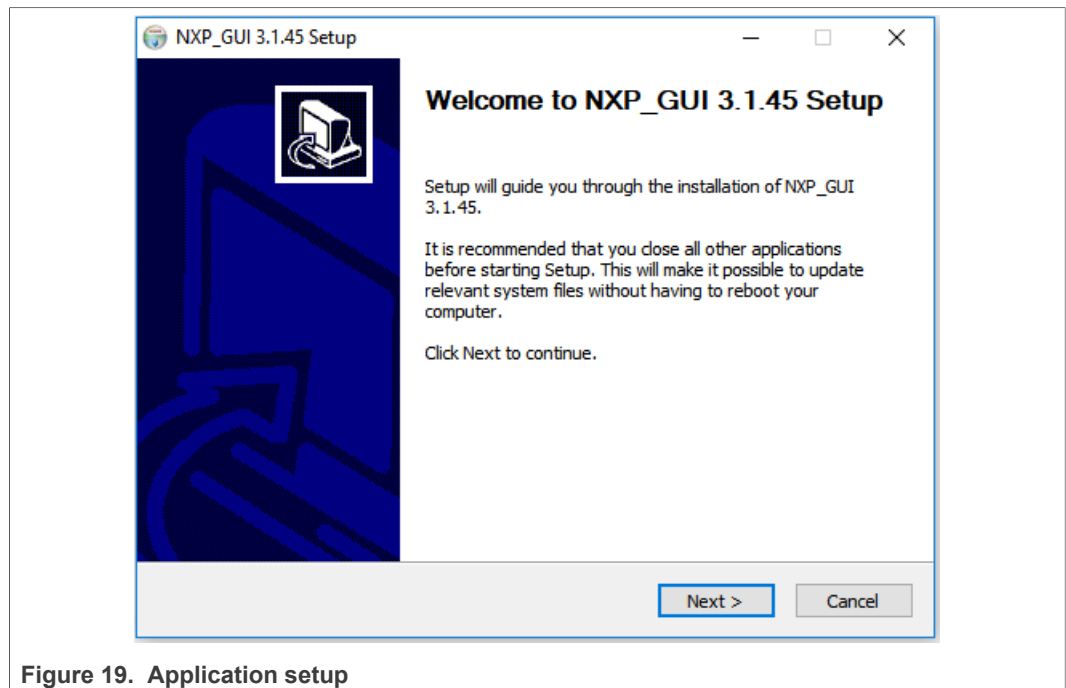 NXP_GUI 3.1.45 Setup
Welcome to NXP_GUI 3.1.45 Setup
Setup will guide you through the installation of NXP_GUI
3.1.45.
It is recommended that you close all other applications
before starting Setup. This will make it possible to update
relevant system files without having to reboot your
computer.
Click Next to continue.
Next >
Cancel
Figure 19. Application setup